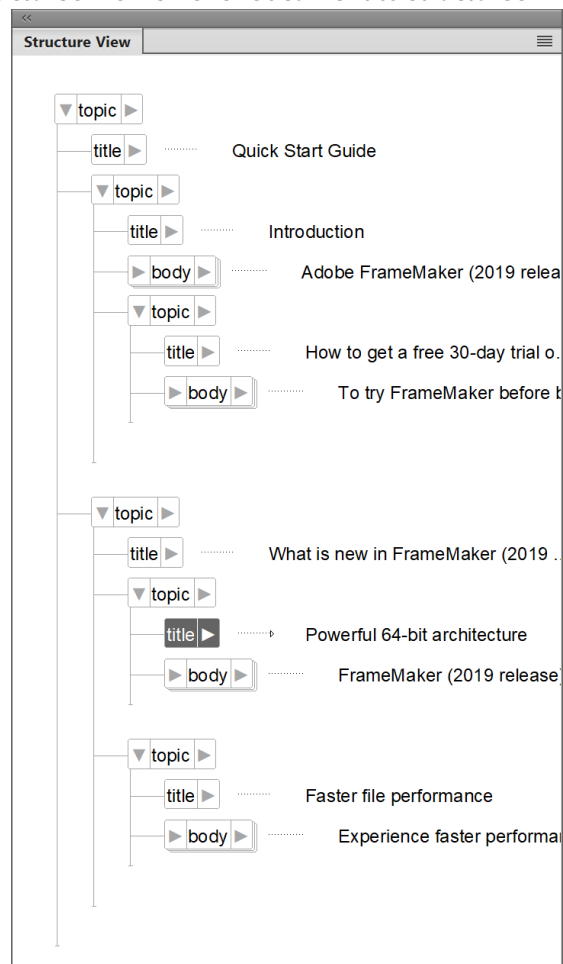 <<
Structure View
topic
title Quick Start Guide
topic
title Introduction
body Adobe FrameMaker (2019 relea
topic
title How to get a free 30-day trial o..
body To try FrameMaker before b
topic
title What is new in FrameMaker (2019 ..
topic
title Powerful 64-bit architecture
body FrameMaker (2019 release)
topic
title Faster file performance
body Experience faster performa